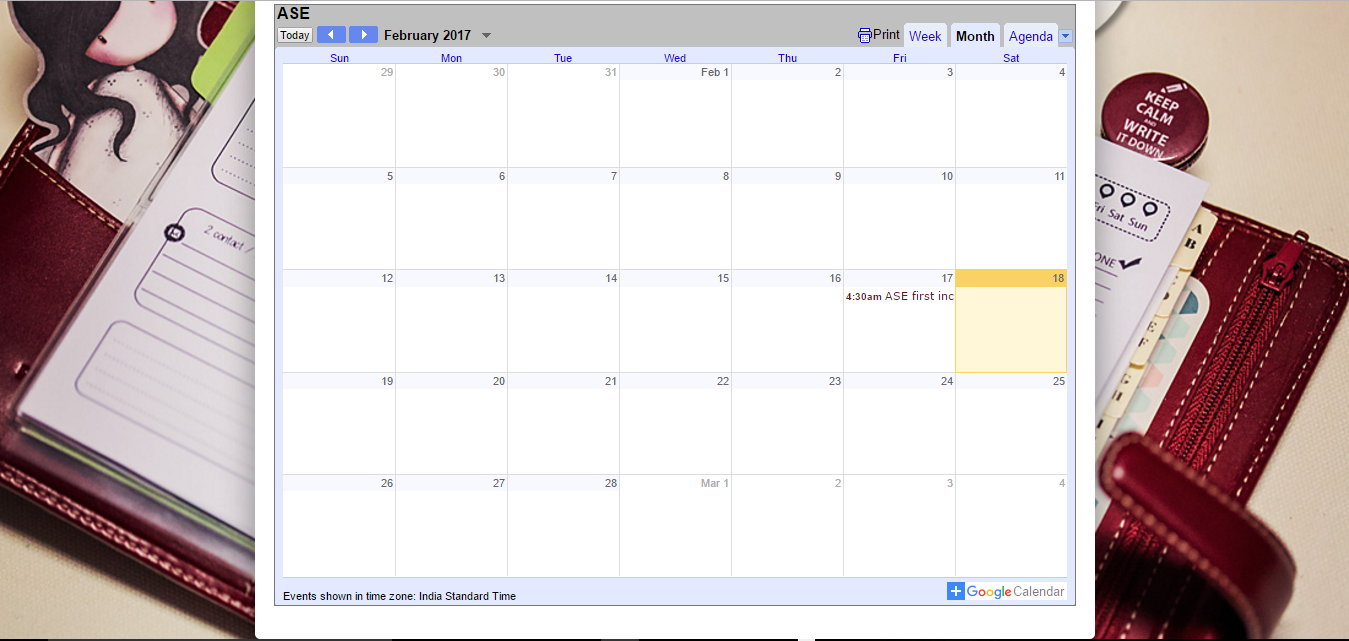 ASE
Today February 2017 Print Week Month Agenda
Sun Mon Tue Wed Thu Fri Sat
29 30 31 Feb 1 2 3 4
5 6 7 8 9 10 11
12 13 14 15 16 17 18
4:30am ASE first inc
19 20 21 22 23 24 25
26 27 28 Mar 1 2 3 4
Events shown in time zone: India Standard Time
+ Google Calendar
2 contact /
KEEP
CALM
AND
WRITE
IT DOWN
Fri Sat Sun
ONE
A
B
E
F
G
H
I